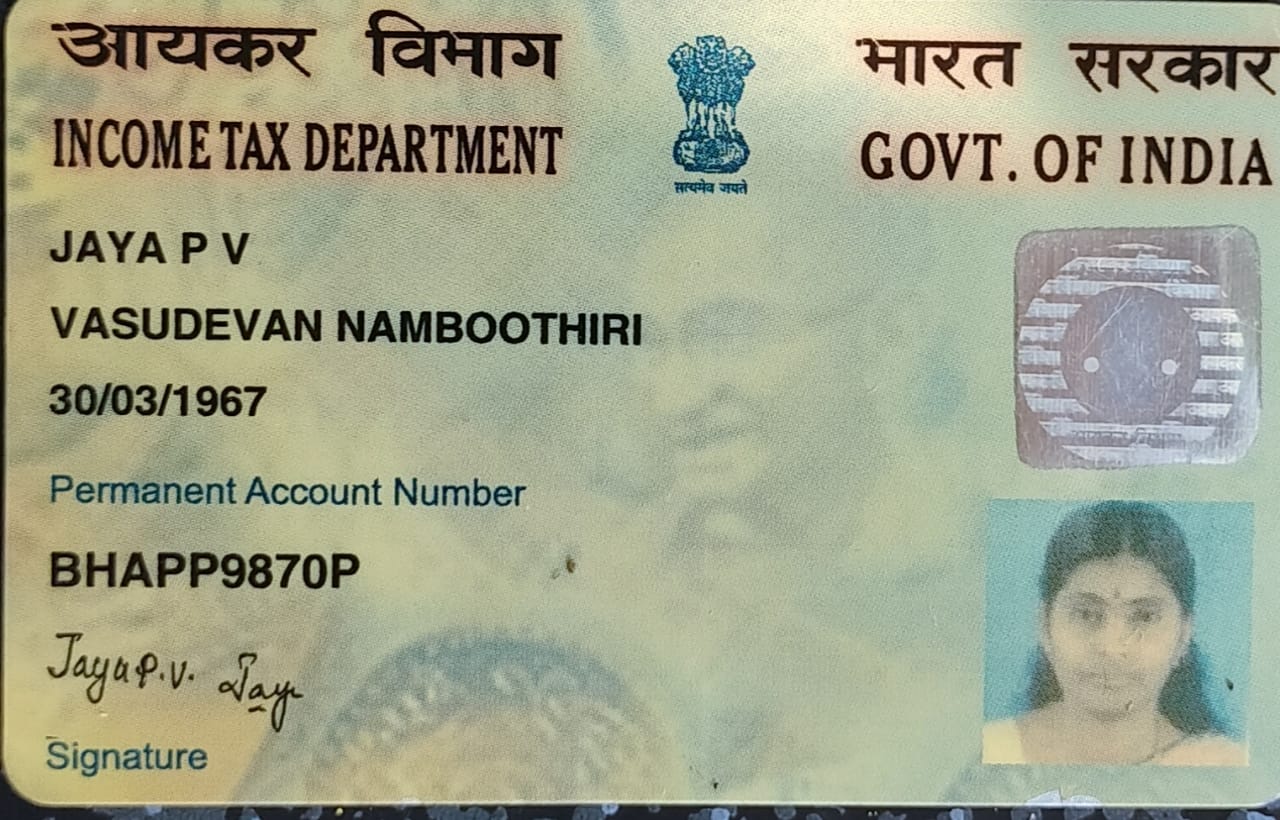 आयकर विभाग
INCOME TAX DEPARTMENT
सत्यमेव जयते
भारत सरकार
GOVT. OF INDIA
JAYA P V
VASUDEVAN NAMBOOTHIRI
30/03/1967
Permanent Account Number
BHAPP9870P
Jaya P.V. Jaya
Signature